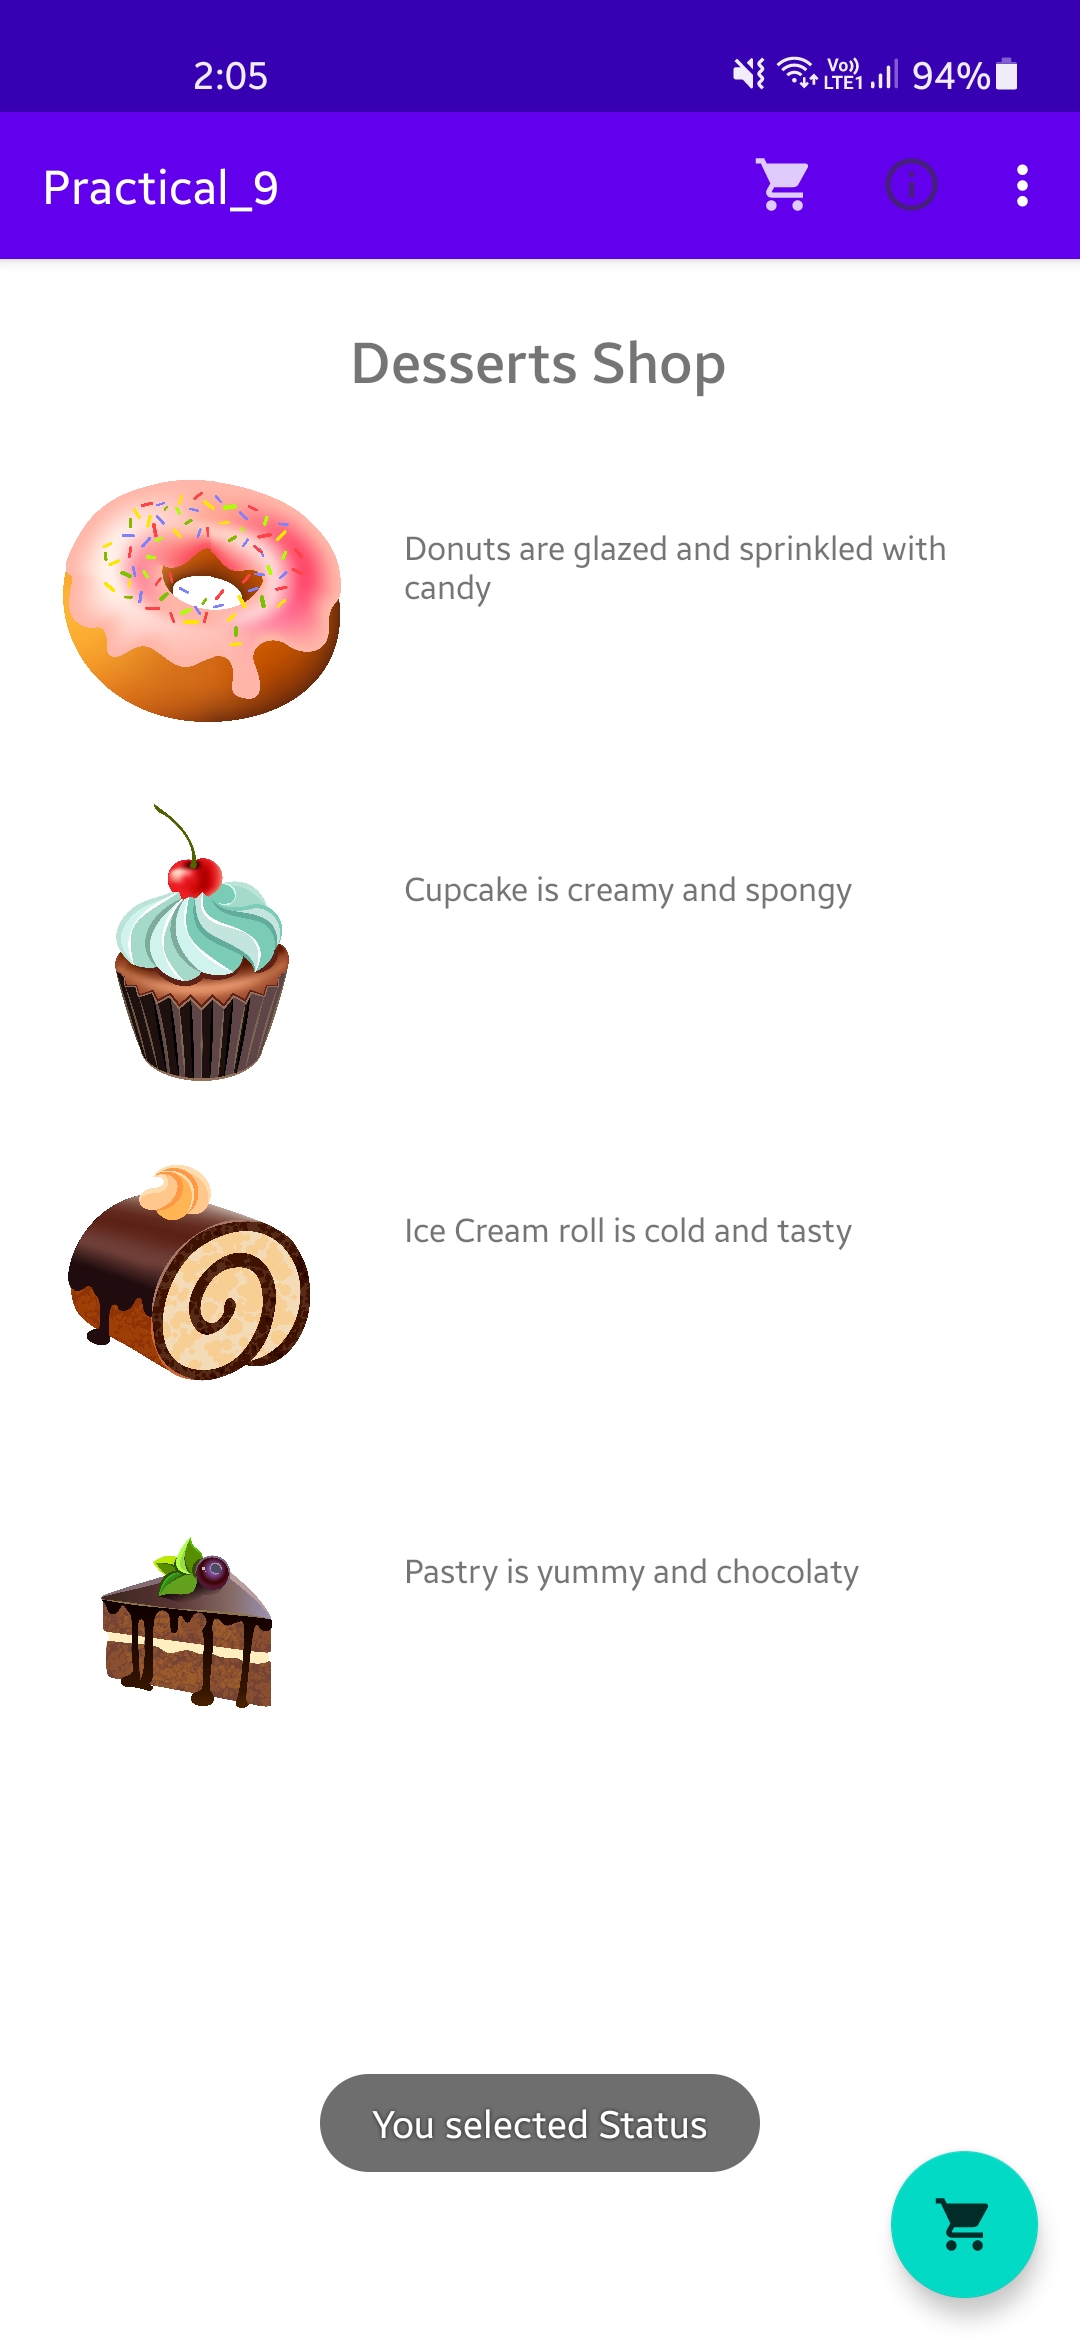 2:05
Vo))
LTE1
94%
Practical_9
Desserts Shop
Donuts are glazed and sprinkled with
candy
Cupcake is creamy and spongy
Ice Cream roll is cold and tasty
Pastry is yummy and chocolaty
You selected Status